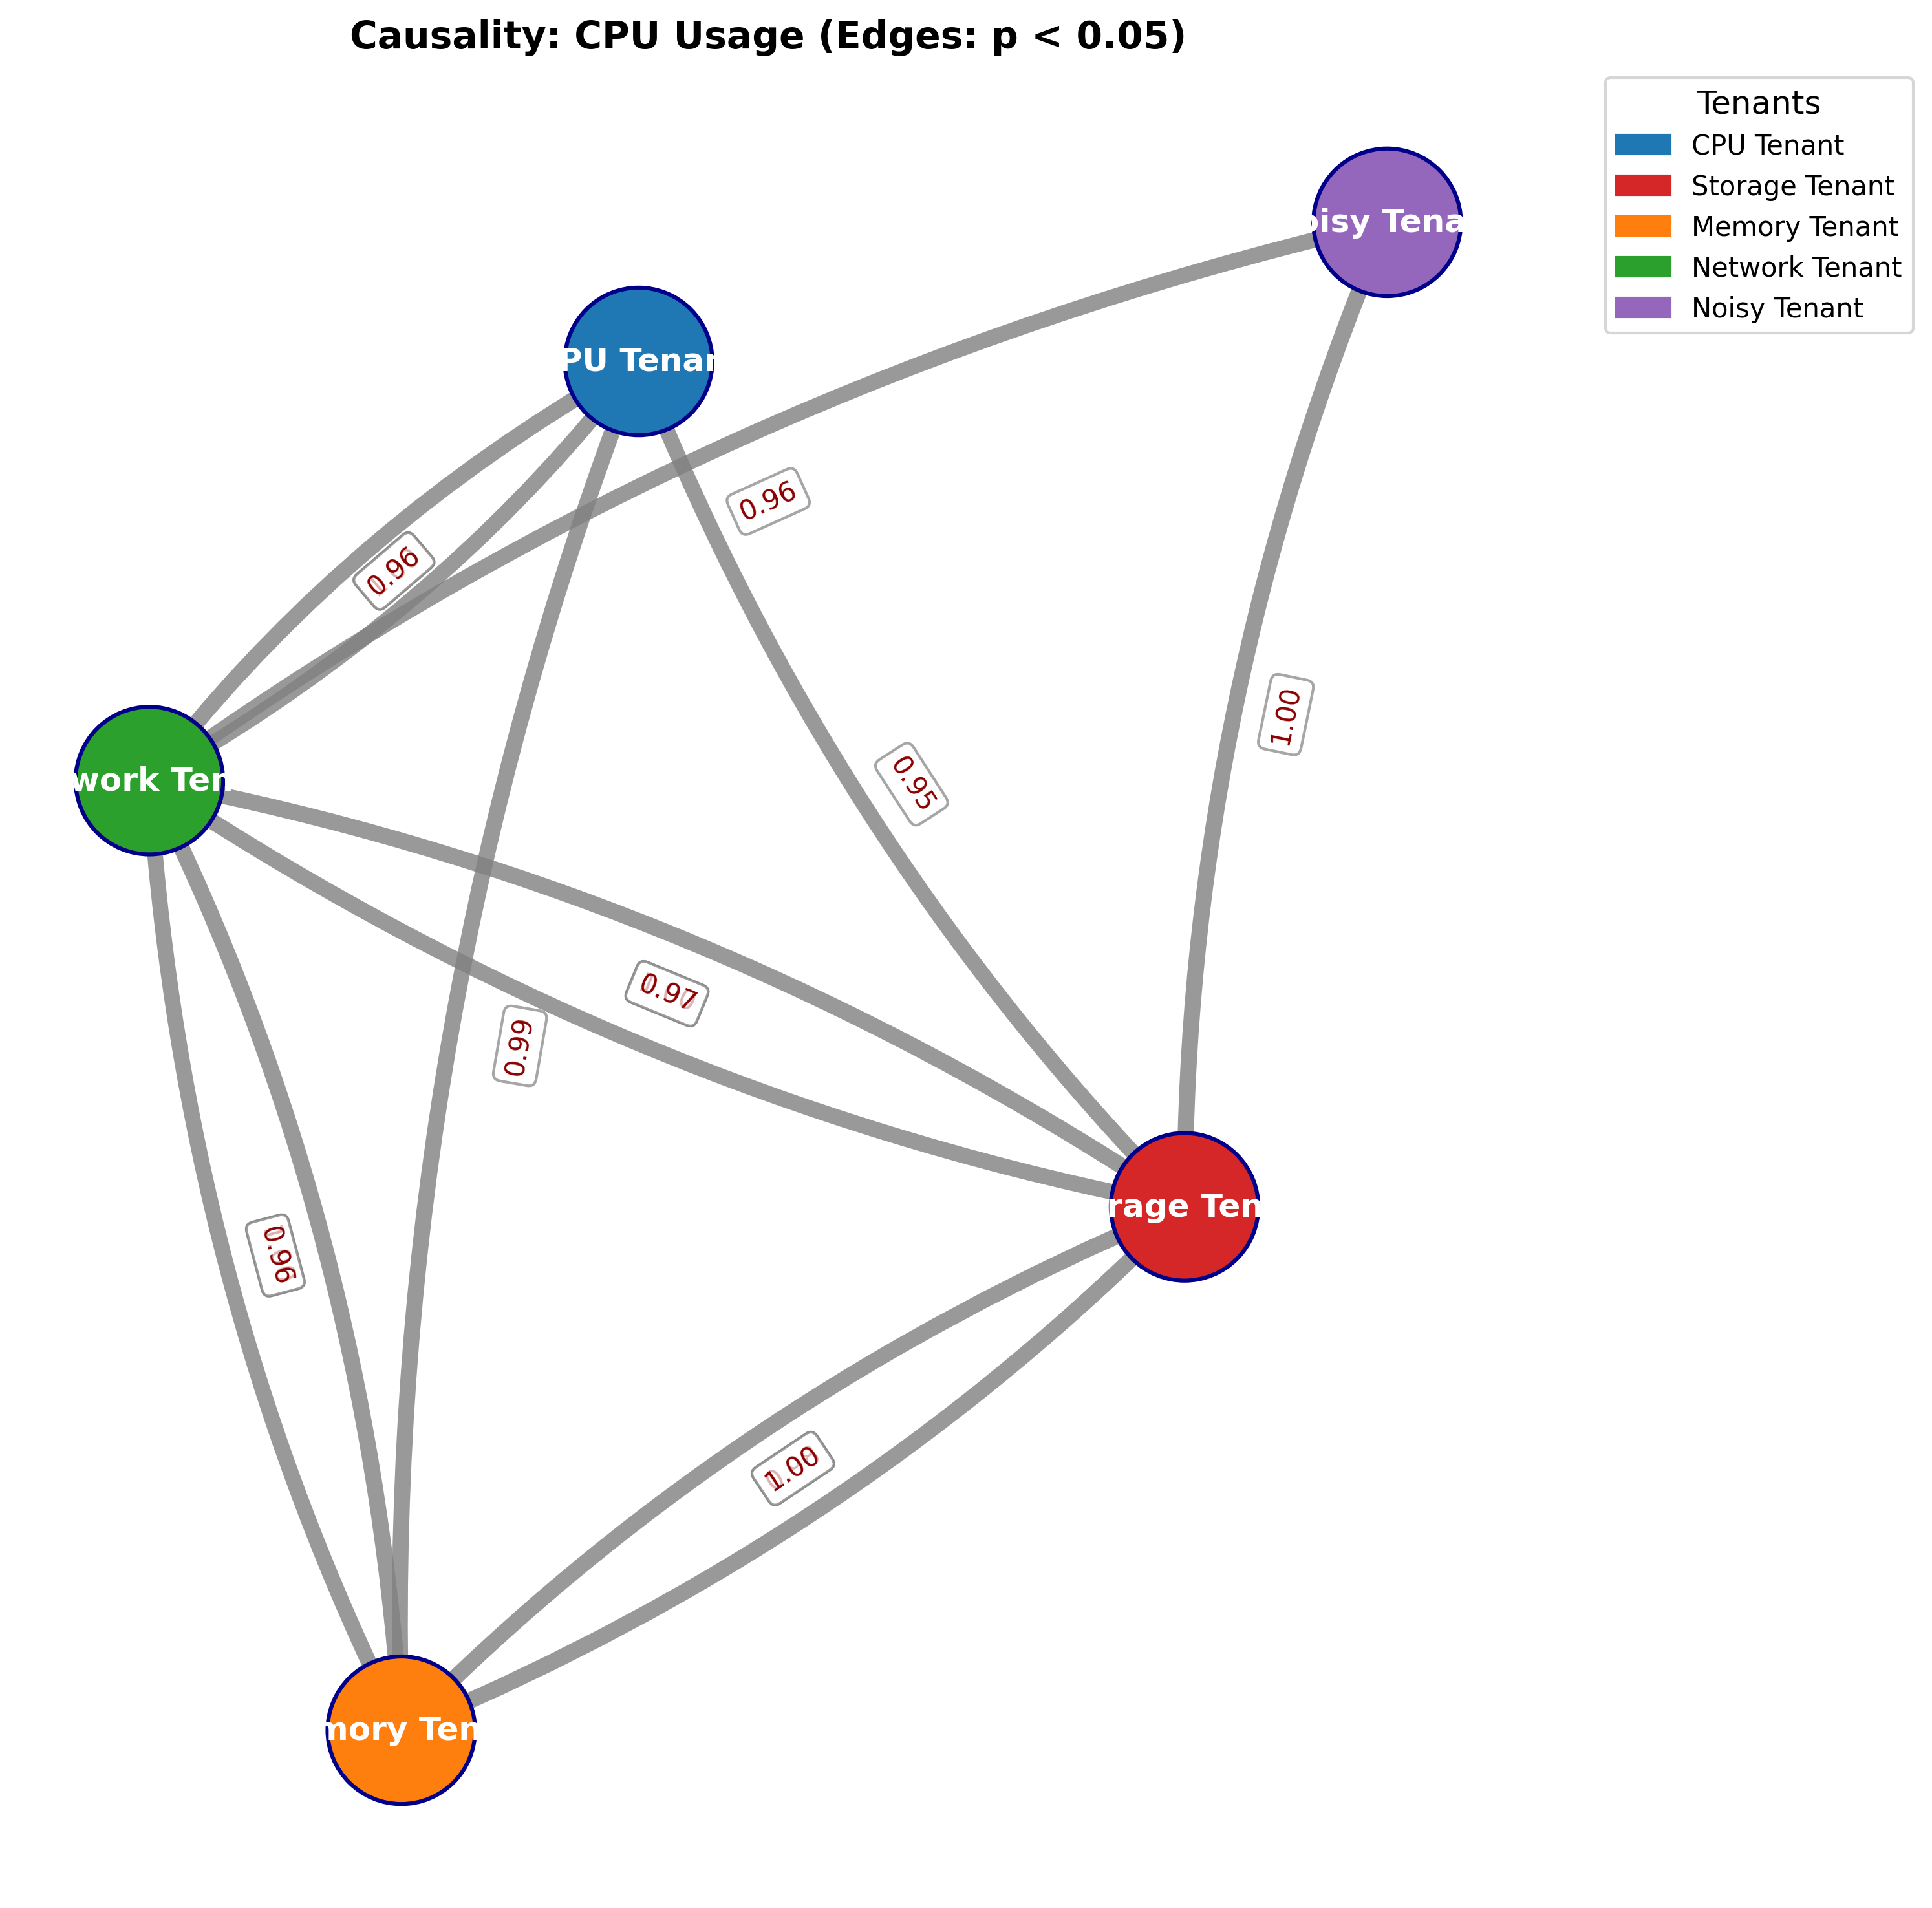 Causality: CPU Usage (Edges: p < 0.05)
Tenants
CPU Tenant
Storage Tenant
Memory Tenant
Network Tenant
Noisy Tenant
oisy Tena
PU Tenan
0.96
0.96
1.00
work Ten
0.95
0.97
0.99
rage Ten
0.96
1.00
mory Ten